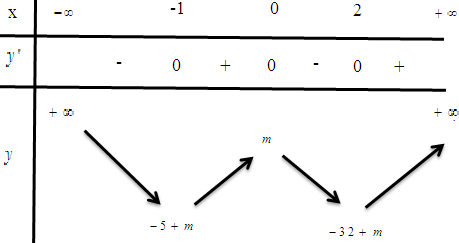 x −∞ -1 0 2 +∞
y' - 0 + 0 - 0 +
+∞ +∞
m
y
−5 + m −32 + m